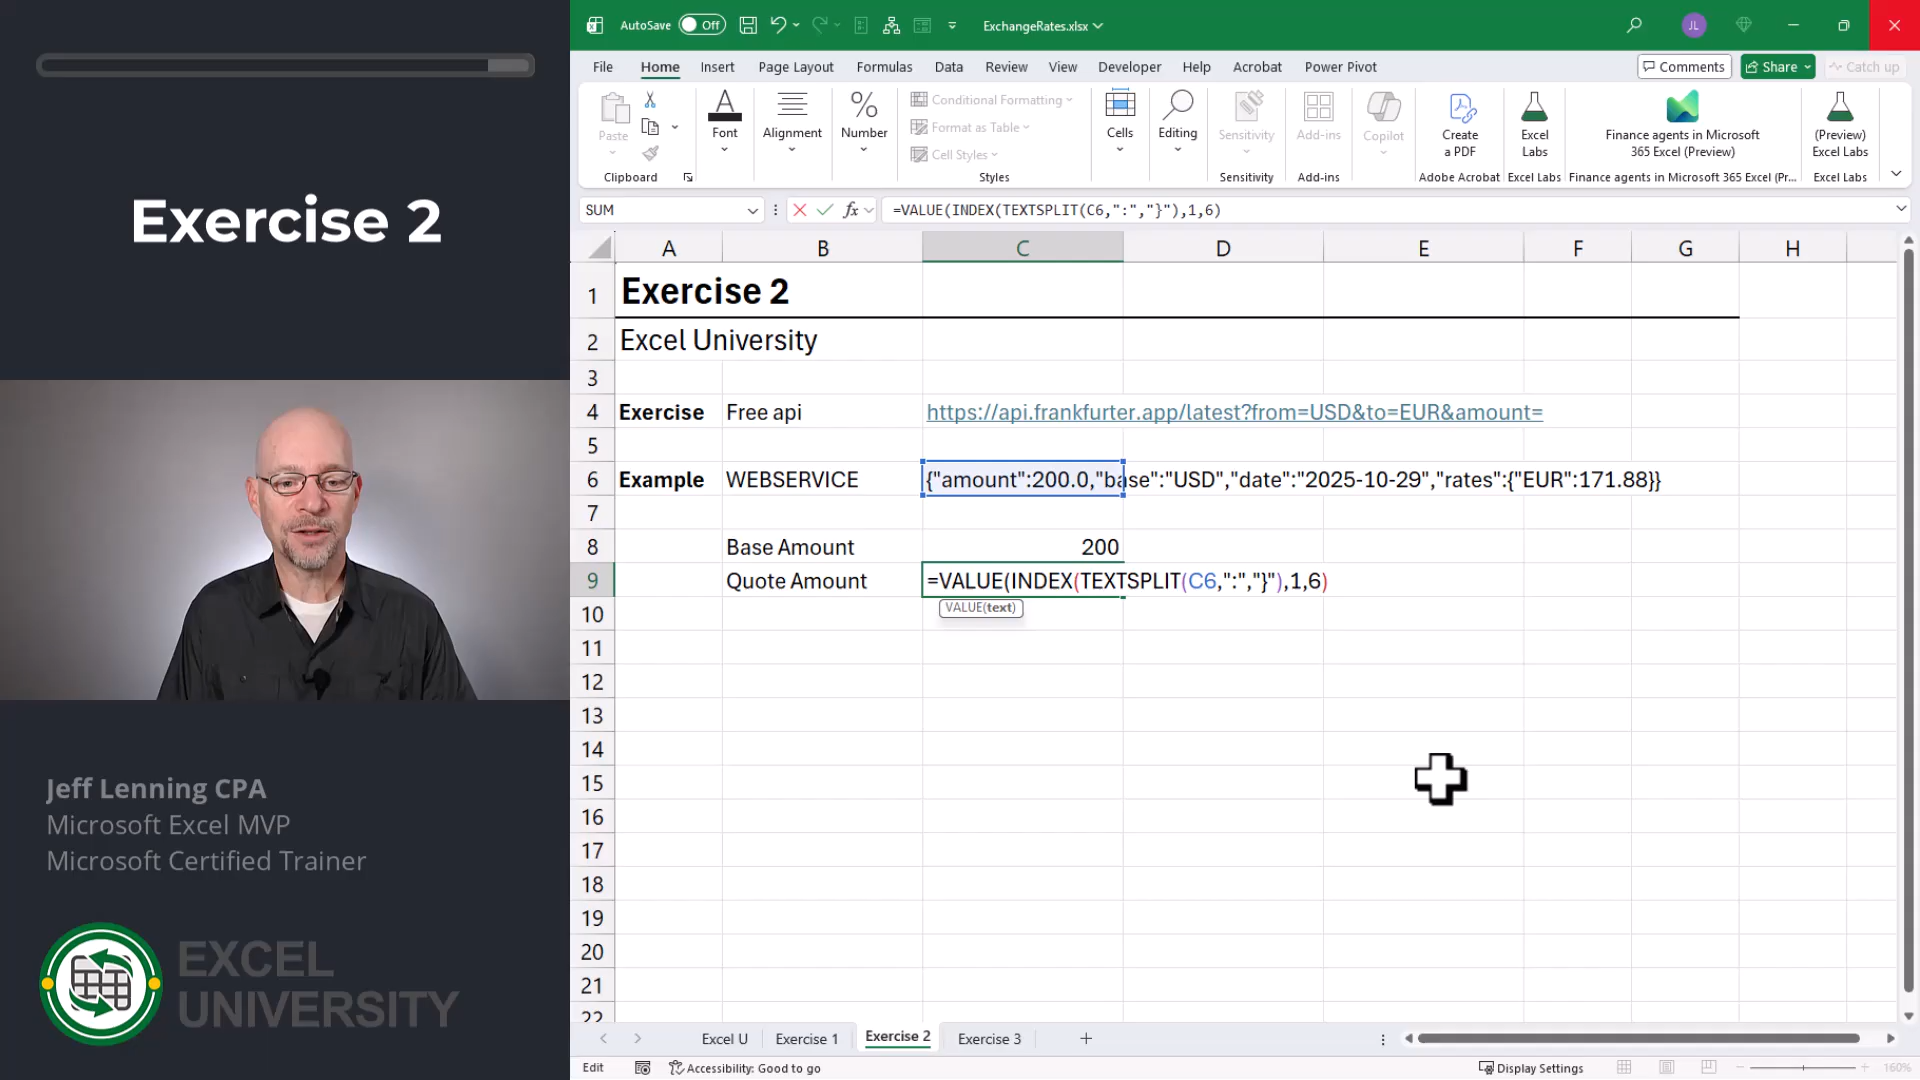 Exercise 2
Jeff Lenning CPA
Microsoft Excel MVP
Microsoft Certified Trainer
EXCEL
UNIVERSITY
AutoSave Off
ExchangeRates.xlsx
JL
File Home Insert Page Layout Formulas Data Review View Developer Help Acrobat Power Pivot
Comments Share Catch up
Paste
Font
Alignment
Number
Conditional Formatting
Format as Table
Cell Styles
Cells
Editing
Sensitivity
Add-ins
Copilot
Create
a PDF
Excel
Labs
Finance agents in Microsoft
365 Excel (Preview)
(Preview)
Excel Labs
Clipboard Styles Sensitivity Add-ins Adobe Acrobat Excel Labs Finance agents in Microsoft 365 Excel (Pr... Excel Labs
SUM fx =VALUE(INDEX(TEXTSPLIT(C6,":","}"),1,6)
A B C D E F G H
1 Exercise 2
2 Excel University
3
4 Exercise Free api https://api.frankfurter.app/latest?from=USD&to=EUR&amount=
5
6 Example WEBSERVICE {"amount":200.0,"base":"USD","date":"2025-10-29","rates":{"EUR":171.88}}
7
8 Base Amount 200
9 Quote Amount =VALUE(INDEX(TEXTSPLIT(C6,":","}"),1,6)
VALUE(text)
10
11
12
13
14
15
16
17
18
19
20
21
22
Excel U Exercise 1 Exercise 2 Exercise 3
Edit Accessibility: Good to go Display Settings 160%